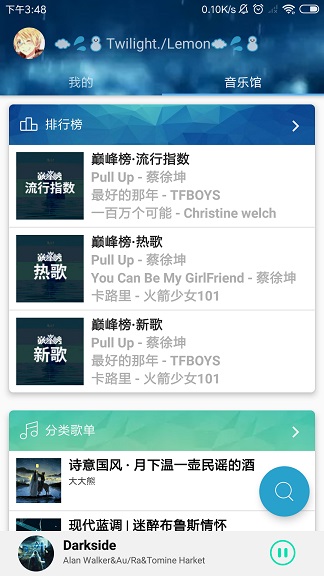 下午3:48
0.10K/s
☁💦⛄ Twilight./Lemon☁💦⛄
我的
音乐馆
排行榜
巅峰榜
流行指数
巅峰榜·流行指数
Pull Up - 蔡徐坤
最好的那年 - TFBOYS
一百万个可能 - Christine welch
巅峰榜
热歌
巅峰榜·热歌
Pull Up - 蔡徐坤
You Can Be My GirlFriend - 蔡徐坤
卡路里 - 火箭少女101
巅峰榜
新歌
巅峰榜·新歌
Pull Up - 蔡徐坤
最好的那年 - TFBOYS
卡路里 - 火箭少女101
分类歌单
诗意国风 · 月下温一壶民谣的酒
大大熊
现代蓝调 | 迷醉布鲁斯情怀
Darkside
Alan Walker&Au/Ra&Tomine Harket